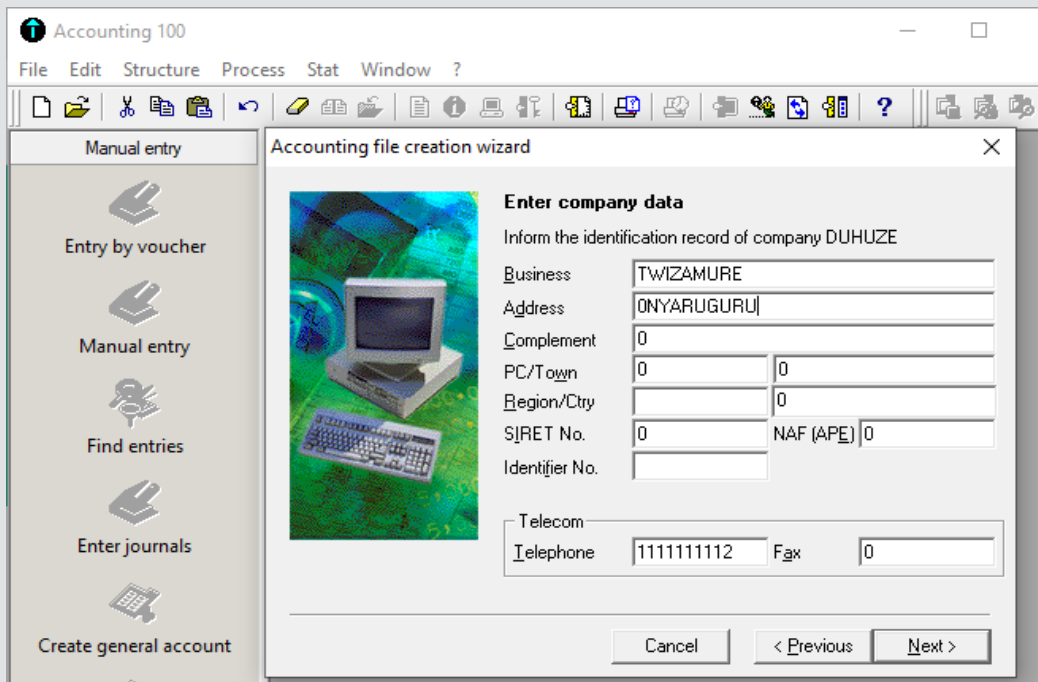 Accounting 100
File Edit Structure Process Stat Window ?
Manual entry
Entry by voucher
Manual entry
Find entries
Enter journals
Create general account
Accounting file creation wizard
Enter company data
Inform the identification record of company DUHUZE
Business TWIZAMURE
Address 0NYARUGURU
Complement 0
PC/Town 0 0
Region/Ctry 0
SIRET No. 0 NAF (APE) 0
Identifier No.
Telecom
Telephone 1111111112 Fax 0
Cancel < Previous Next >